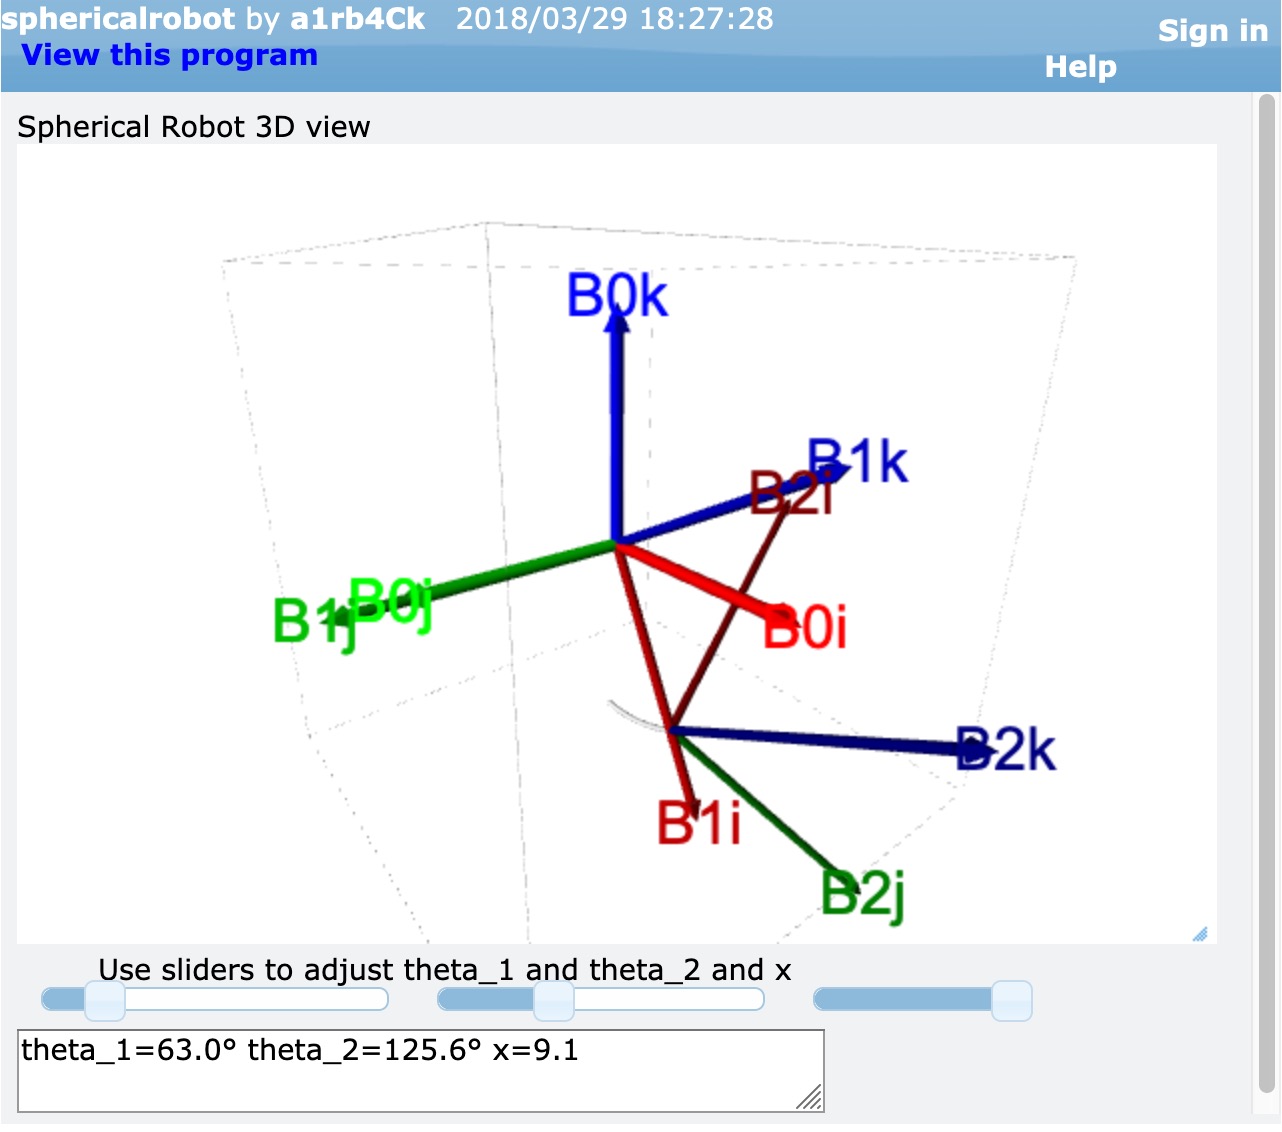 sphericalrobot by a1rb4Ck 2018/03/29 18:27:28
Sign in
View this program
Help
Spherical Robot 3D view
B0k
B1k
B2i
B1j
B0j
B0i
B2k
B1i
B2j
Use sliders to adjust theta_1 and theta_2 and x
theta_1=63.0° theta_2=125.6° x=9.1